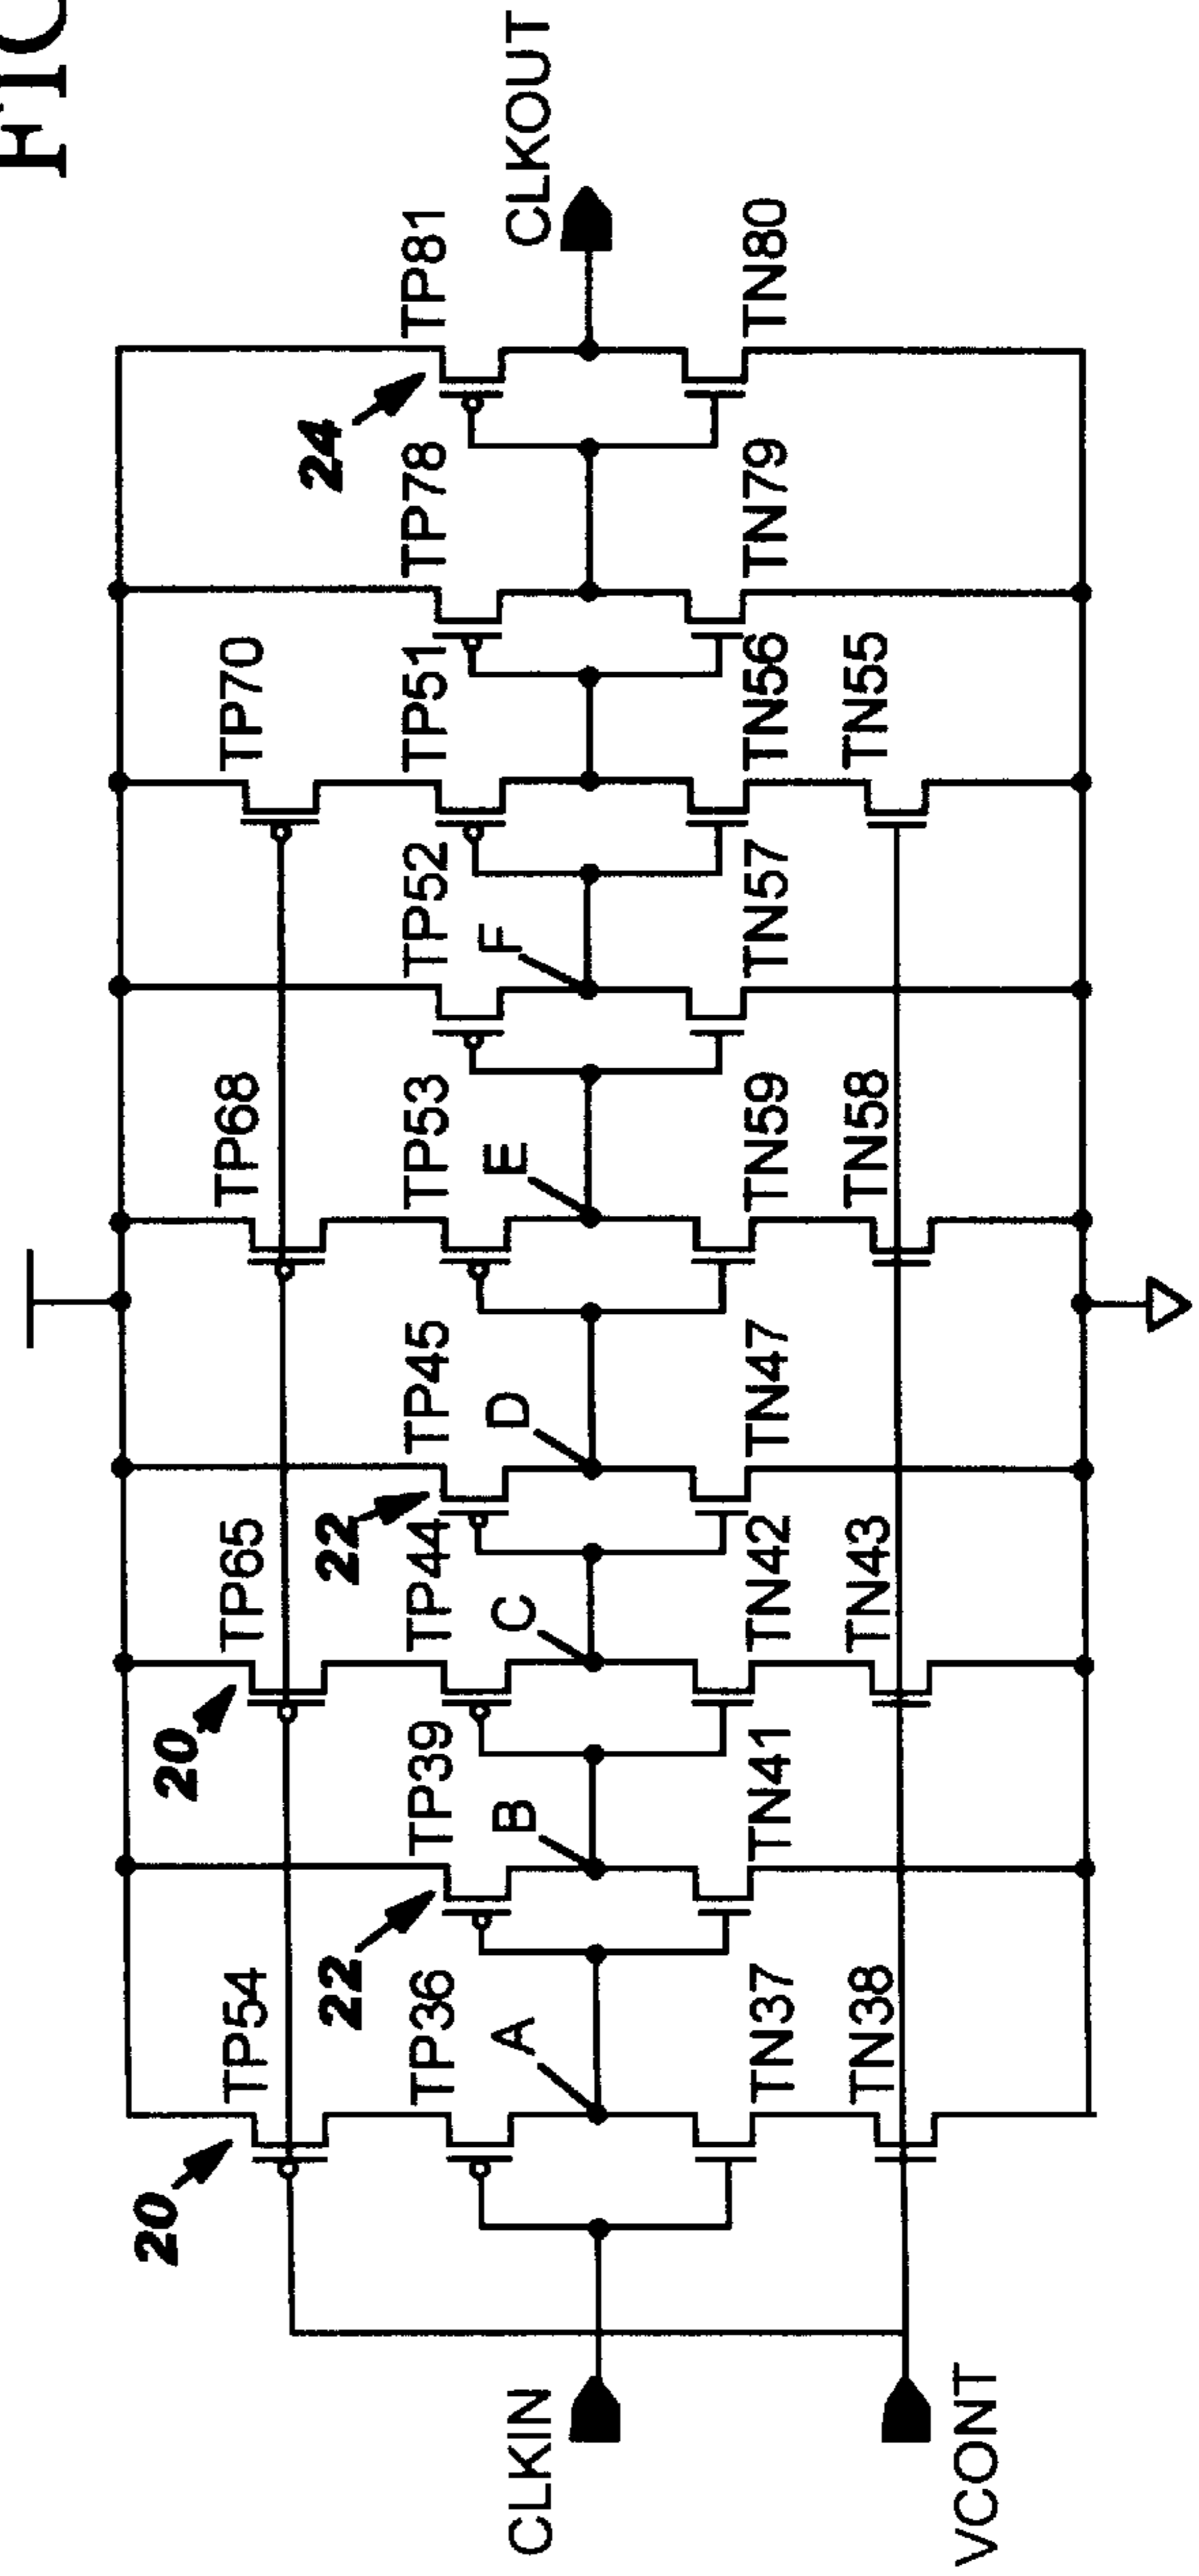 FIG
TP54
TP65
TP68
TP70
20
20
22
22
24
TP36
TP39
TP44
TP45
TP53
TP52
TP51
TP78
TP81
CLKIN
A
B
C
D
E
F
CLKOUT
TN37
TN41
TN42
TN47
TN59
TN57
TN56
TN79
TN80
TN38
TN43
TN58
TN55
VCONT